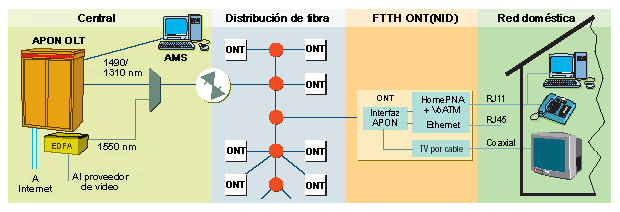 Central
Distribución de fibra
FTTH ONT(NID)
Red doméstica
APON OLT
AMS
1490/
1310 nm
1550 nm
EDFA
A
Internet
Al proveedor
de video
ONT
ONT
ONT
ONT
ONT
ONT
ONT
ONT
ONT
Interfaz
APON
HomePNA
+ VoATM
Ethernet
TV por cable
RJ11
RJ45
Coaxial